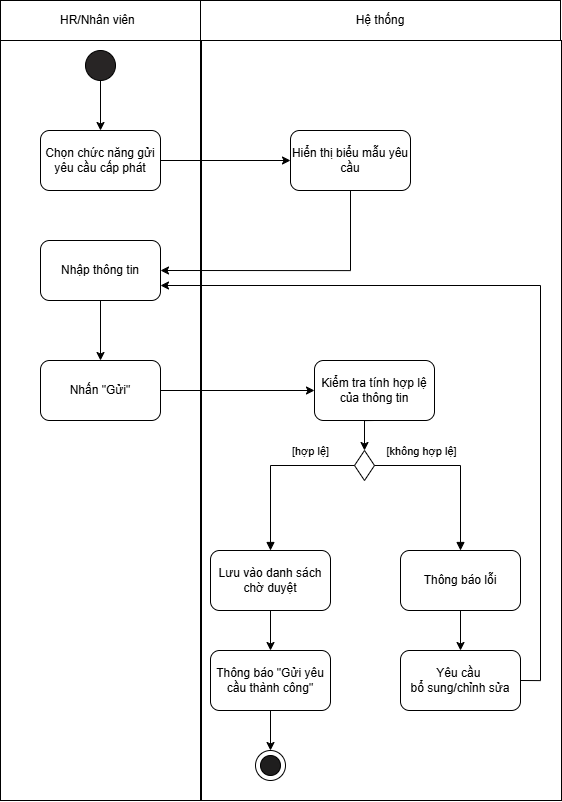 HR/Nhân viên
Hệ thống
Chọn chức năng gửi
yêu cầu cấp phát
Hiển thị biểu mẫu yêu
cầu
Nhập thông tin
Nhấn "Gửi"
Kiểm tra tính hợp lệ
của thông tin
[hợp lệ]
[không hợp lệ]
Lưu vào danh sách
chờ duyệt
Thông báo lỗi
Thông báo "Gửi yêu
cầu thành công"
Yêu cầu
bổ sung/chỉnh sửa